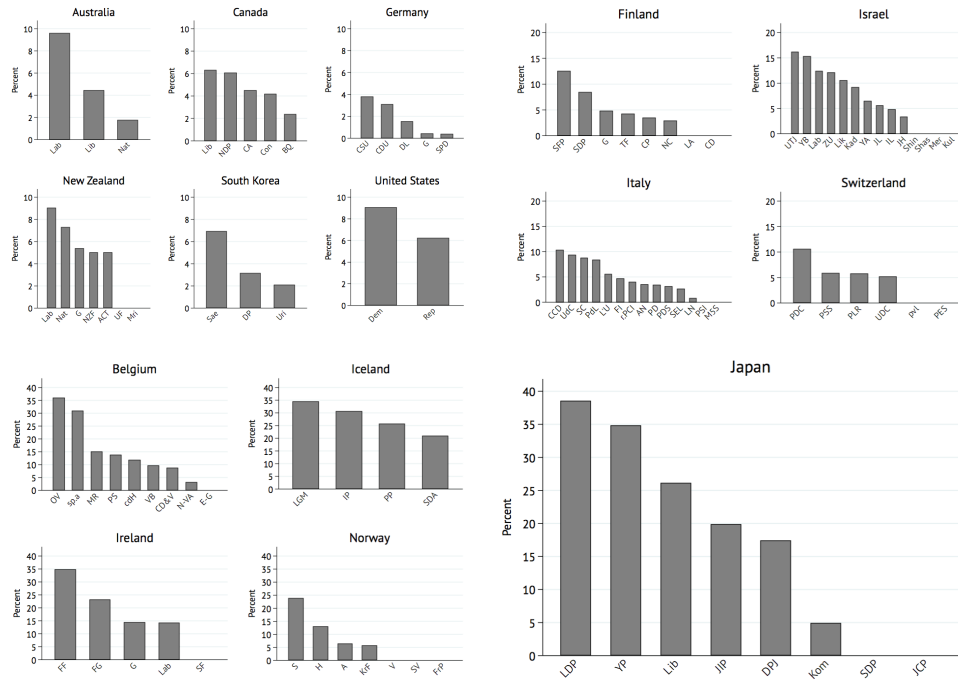 Australia
Percent
10
8
6
4
2
0
Lab Lib Nat
Canada
Percent
10
8
6
4
2
0
Lib NDP CA Con BQ
Germany
Percent
10
8
6
4
2
0
CSU CDU DL G SPD
New Zealand
Percent
10
8
6
4
2
0
Lab Nat G NZF ACT UF Mri
South Korea
Percent
10
8
6
4
2
0
Sae DP Uri
United States
Percent
10
8
6
4
2
0
Dem Rep
Finland
Percent
20
15
10
5
0
SFP SDP G TF CP NC LA CD
Israel
Percent
20
15
10
5
0
UTJ YB Lab ZU Lik Kad YA JL IL JH Shin Shas Mer Kul
Italy
Percent
20
15
10
5
0
CCD UdC SC PdL L'U FI rPCI AN PD PDS SEL LN PSI M5S
Switzerland
Percent
20
15
10
5
0
PDC PSS PLR UDC pvl PES
Belgium
Percent
40
35
30
25
20
15
10
5
0
OV sp.a MR PS cdH VB CD&V N-VA E-G
Iceland
Percent
40
35
30
25
20
15
10
5
0
LGM IP PP SDA
Ireland
Percent
40
35
30
25
20
15
10
5
0
FF FG G Lab SF
Norway
Percent
40
35
30
25
20
15
10
5
0
S H A KrF V SV FrP
Japan
Percent
40
35
30
25
20
15
10
5
0
LDP YP Lib JIP DPJ Kom SDP JCP